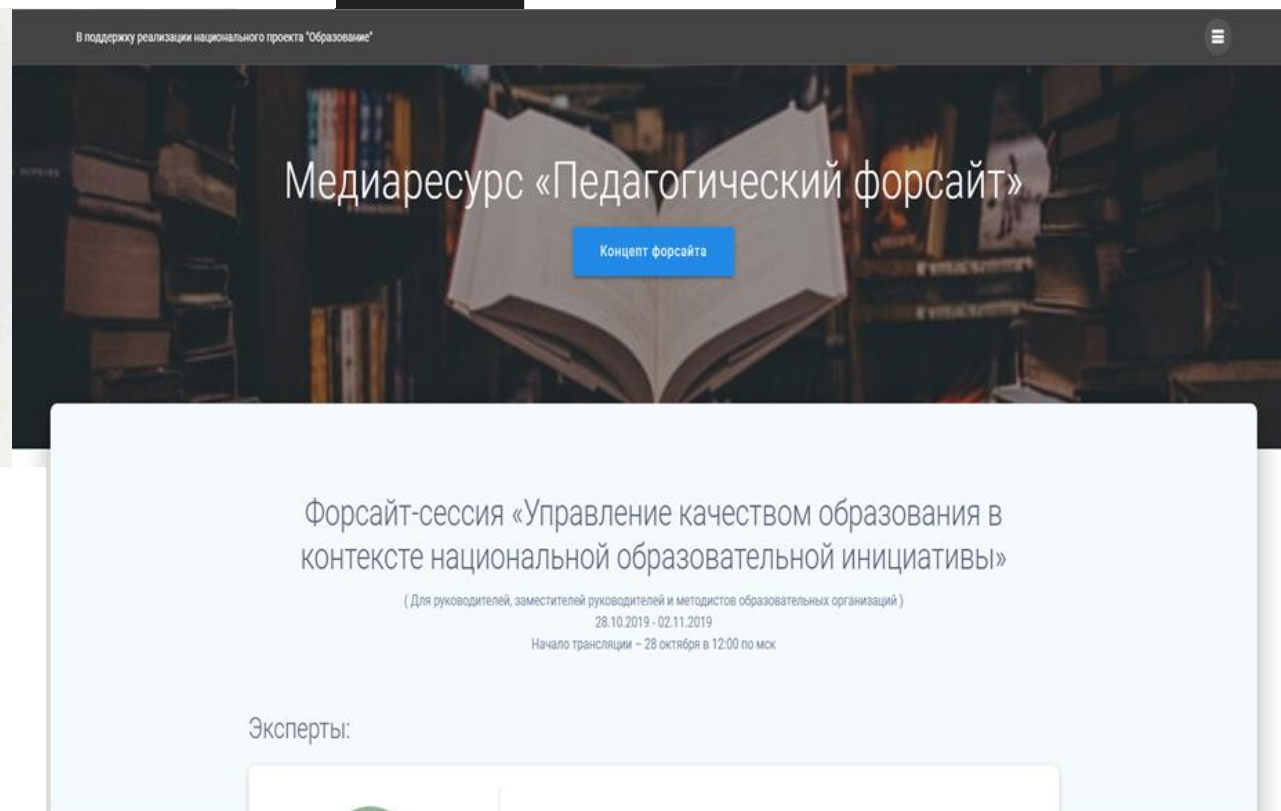 В поддержку реализации национального проекта "Образование"
Медиаресурс «Педагогический форсайт»
Концепт форсайта
Форсайт-сессия «Управление качеством образования в
контексте национальной образовательной инициативы»
( Для руководителей, заместителей руководителей и методистов образовательных организаций )
28.10.2019 - 02.11.2019
Начало трансляции – 28 октября в 12:00 по мск
Эксперты: